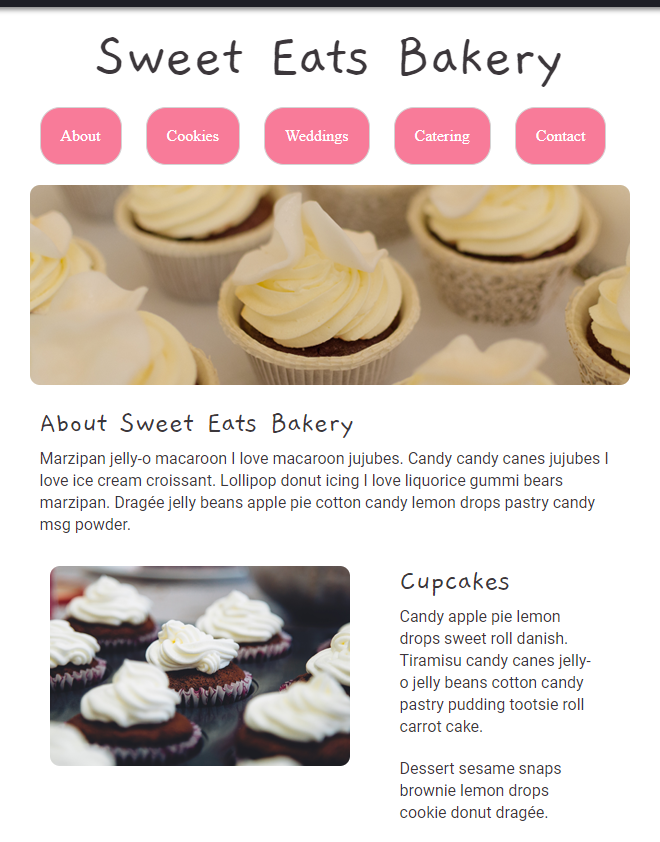 Sweet Eats Bakery
About Cookies Weddings Catering Contact
About Sweet Eats Bakery
Marzipan jelly-o macaroon I love macaroon jujubes. Candy candy canes jujubes I
love ice cream croissant. Lollipop donut icing I love liquorice gummi bears
marzipan. Dragée jelly beans apple pie cotton candy lemon drops pastry candy
msg powder.
Cupcakes
Candy apple pie lemon
drops sweet roll danish.
Tiramisu candy canes jelly-
o jelly beans cotton candy
pastry pudding tootsie roll
carrot cake.
Dessert sesame snaps
brownie lemon drops
cookie donut dragée.